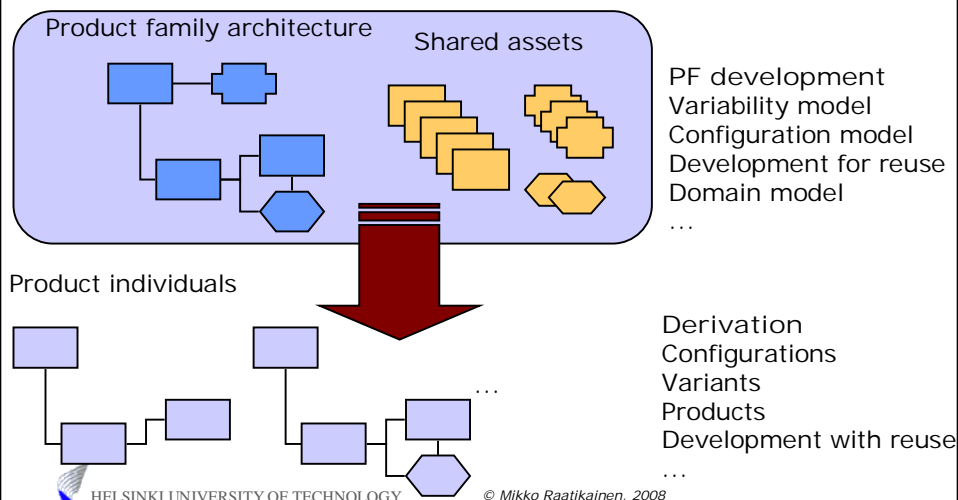 Product family architecture
Shared assets
PF development
Variability model
Configuration model
Development for reuse
Domain model
...
Product individuals
...
Derivation
Configurations
Variants
Products
Development with reuse
...
HELSINKI UNIVERSITY OF TECHNOLOGY
© Mikko Raatikainen, 2008